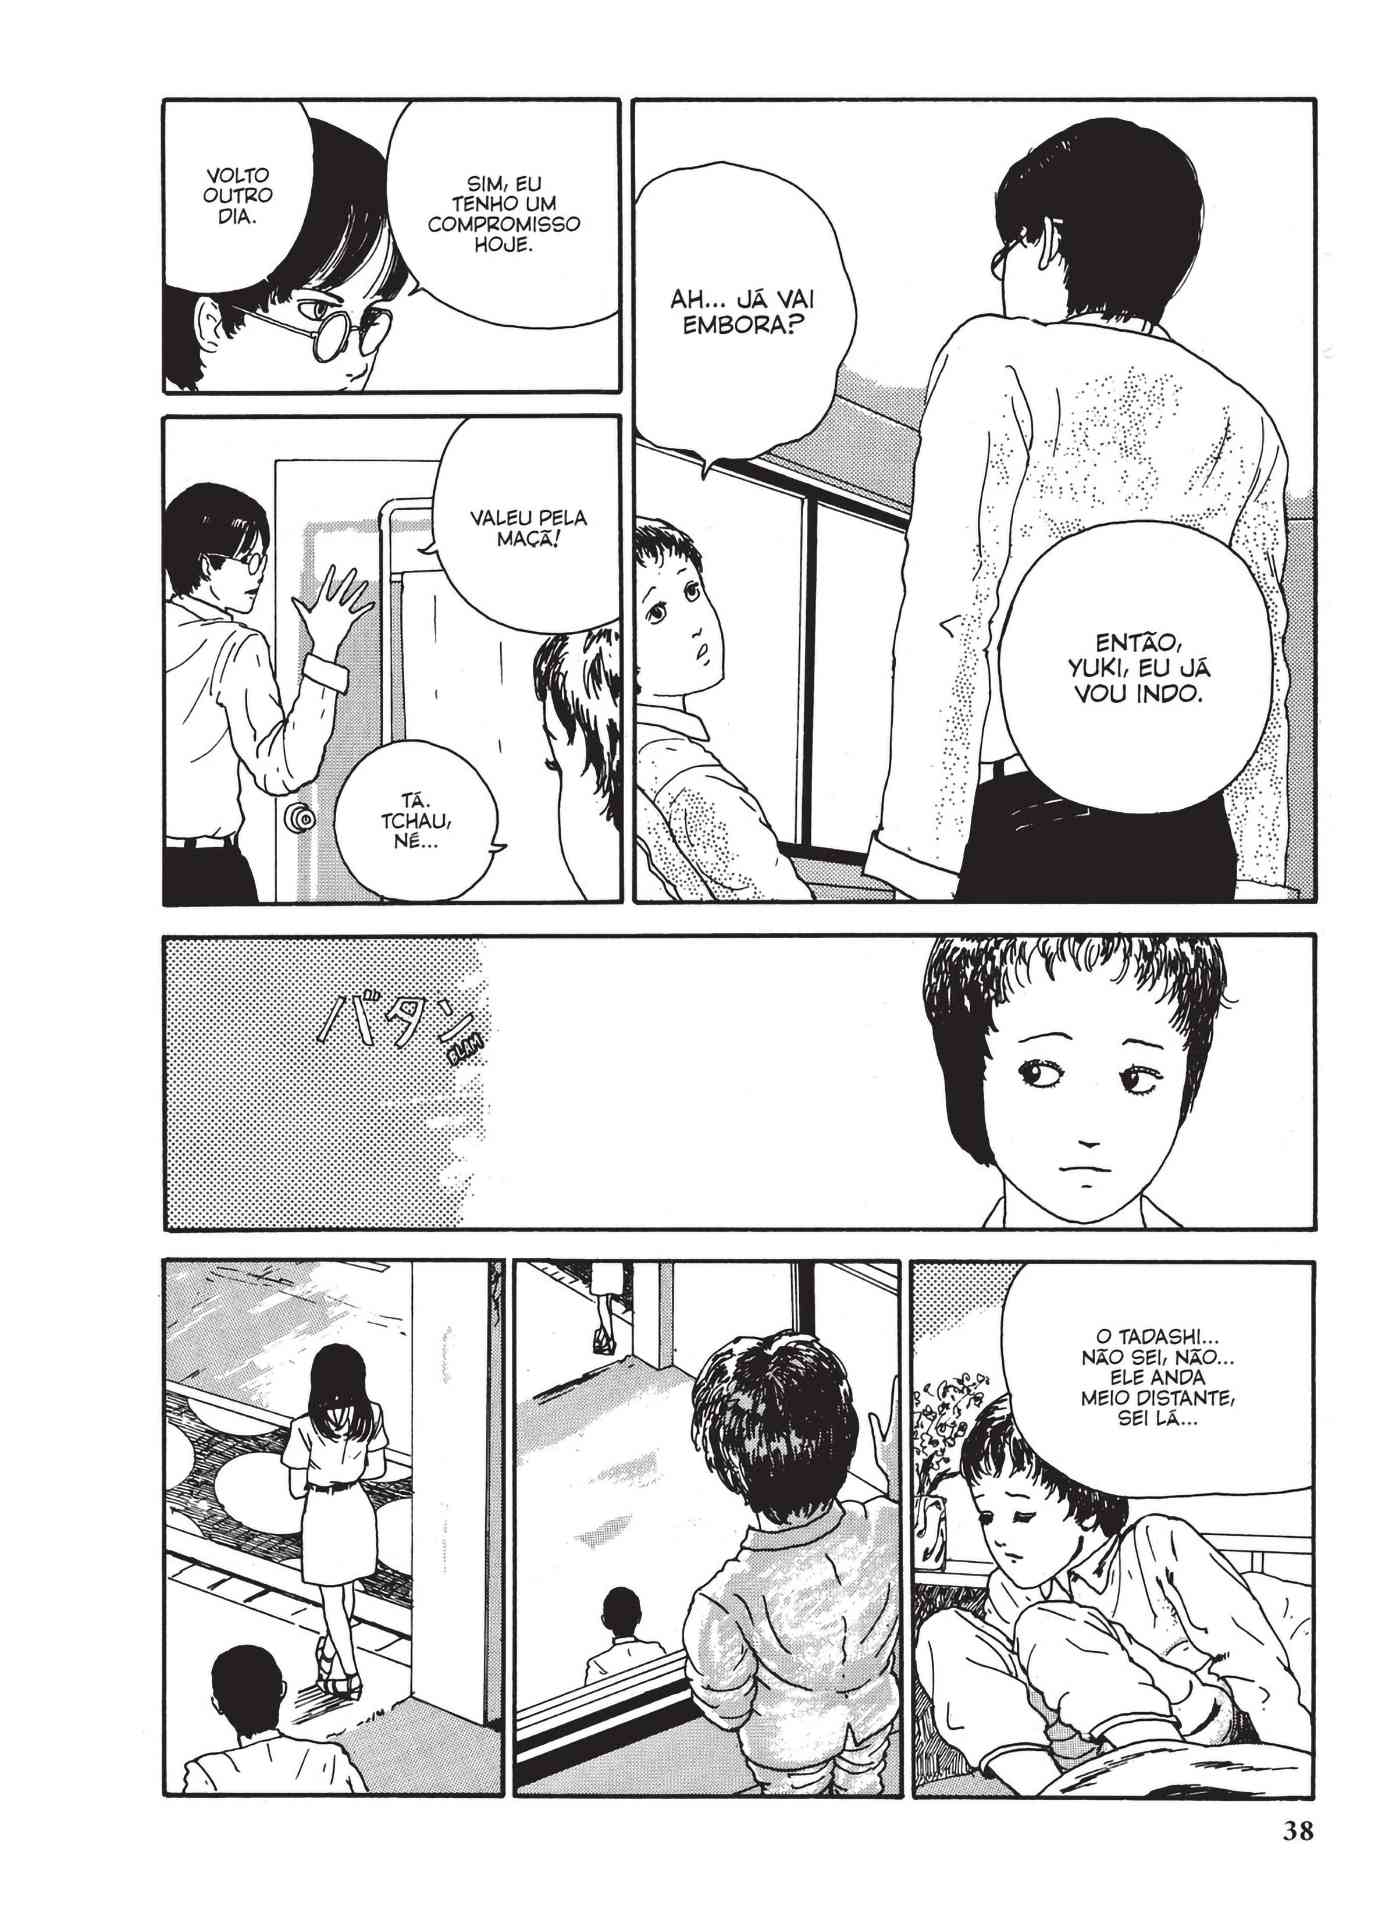 ENTÃO,
YUKI, EU JÁ
VOU INDO.
AH... JÁ VAI
EMBORA?
SIM, EU
TENHO UM
COMPROMISSO
HOJE.
VOLTO
OUTRO
DIA.
VALEU PELA
MAÇÃ!
TÁ.
TCHAU,
NÉ...
バタン
BLAM
O TADASHI...
NÃO SEI, NÃO...
ELE ANDA
MEIO DISTANTE,
SEI LÁ...
38